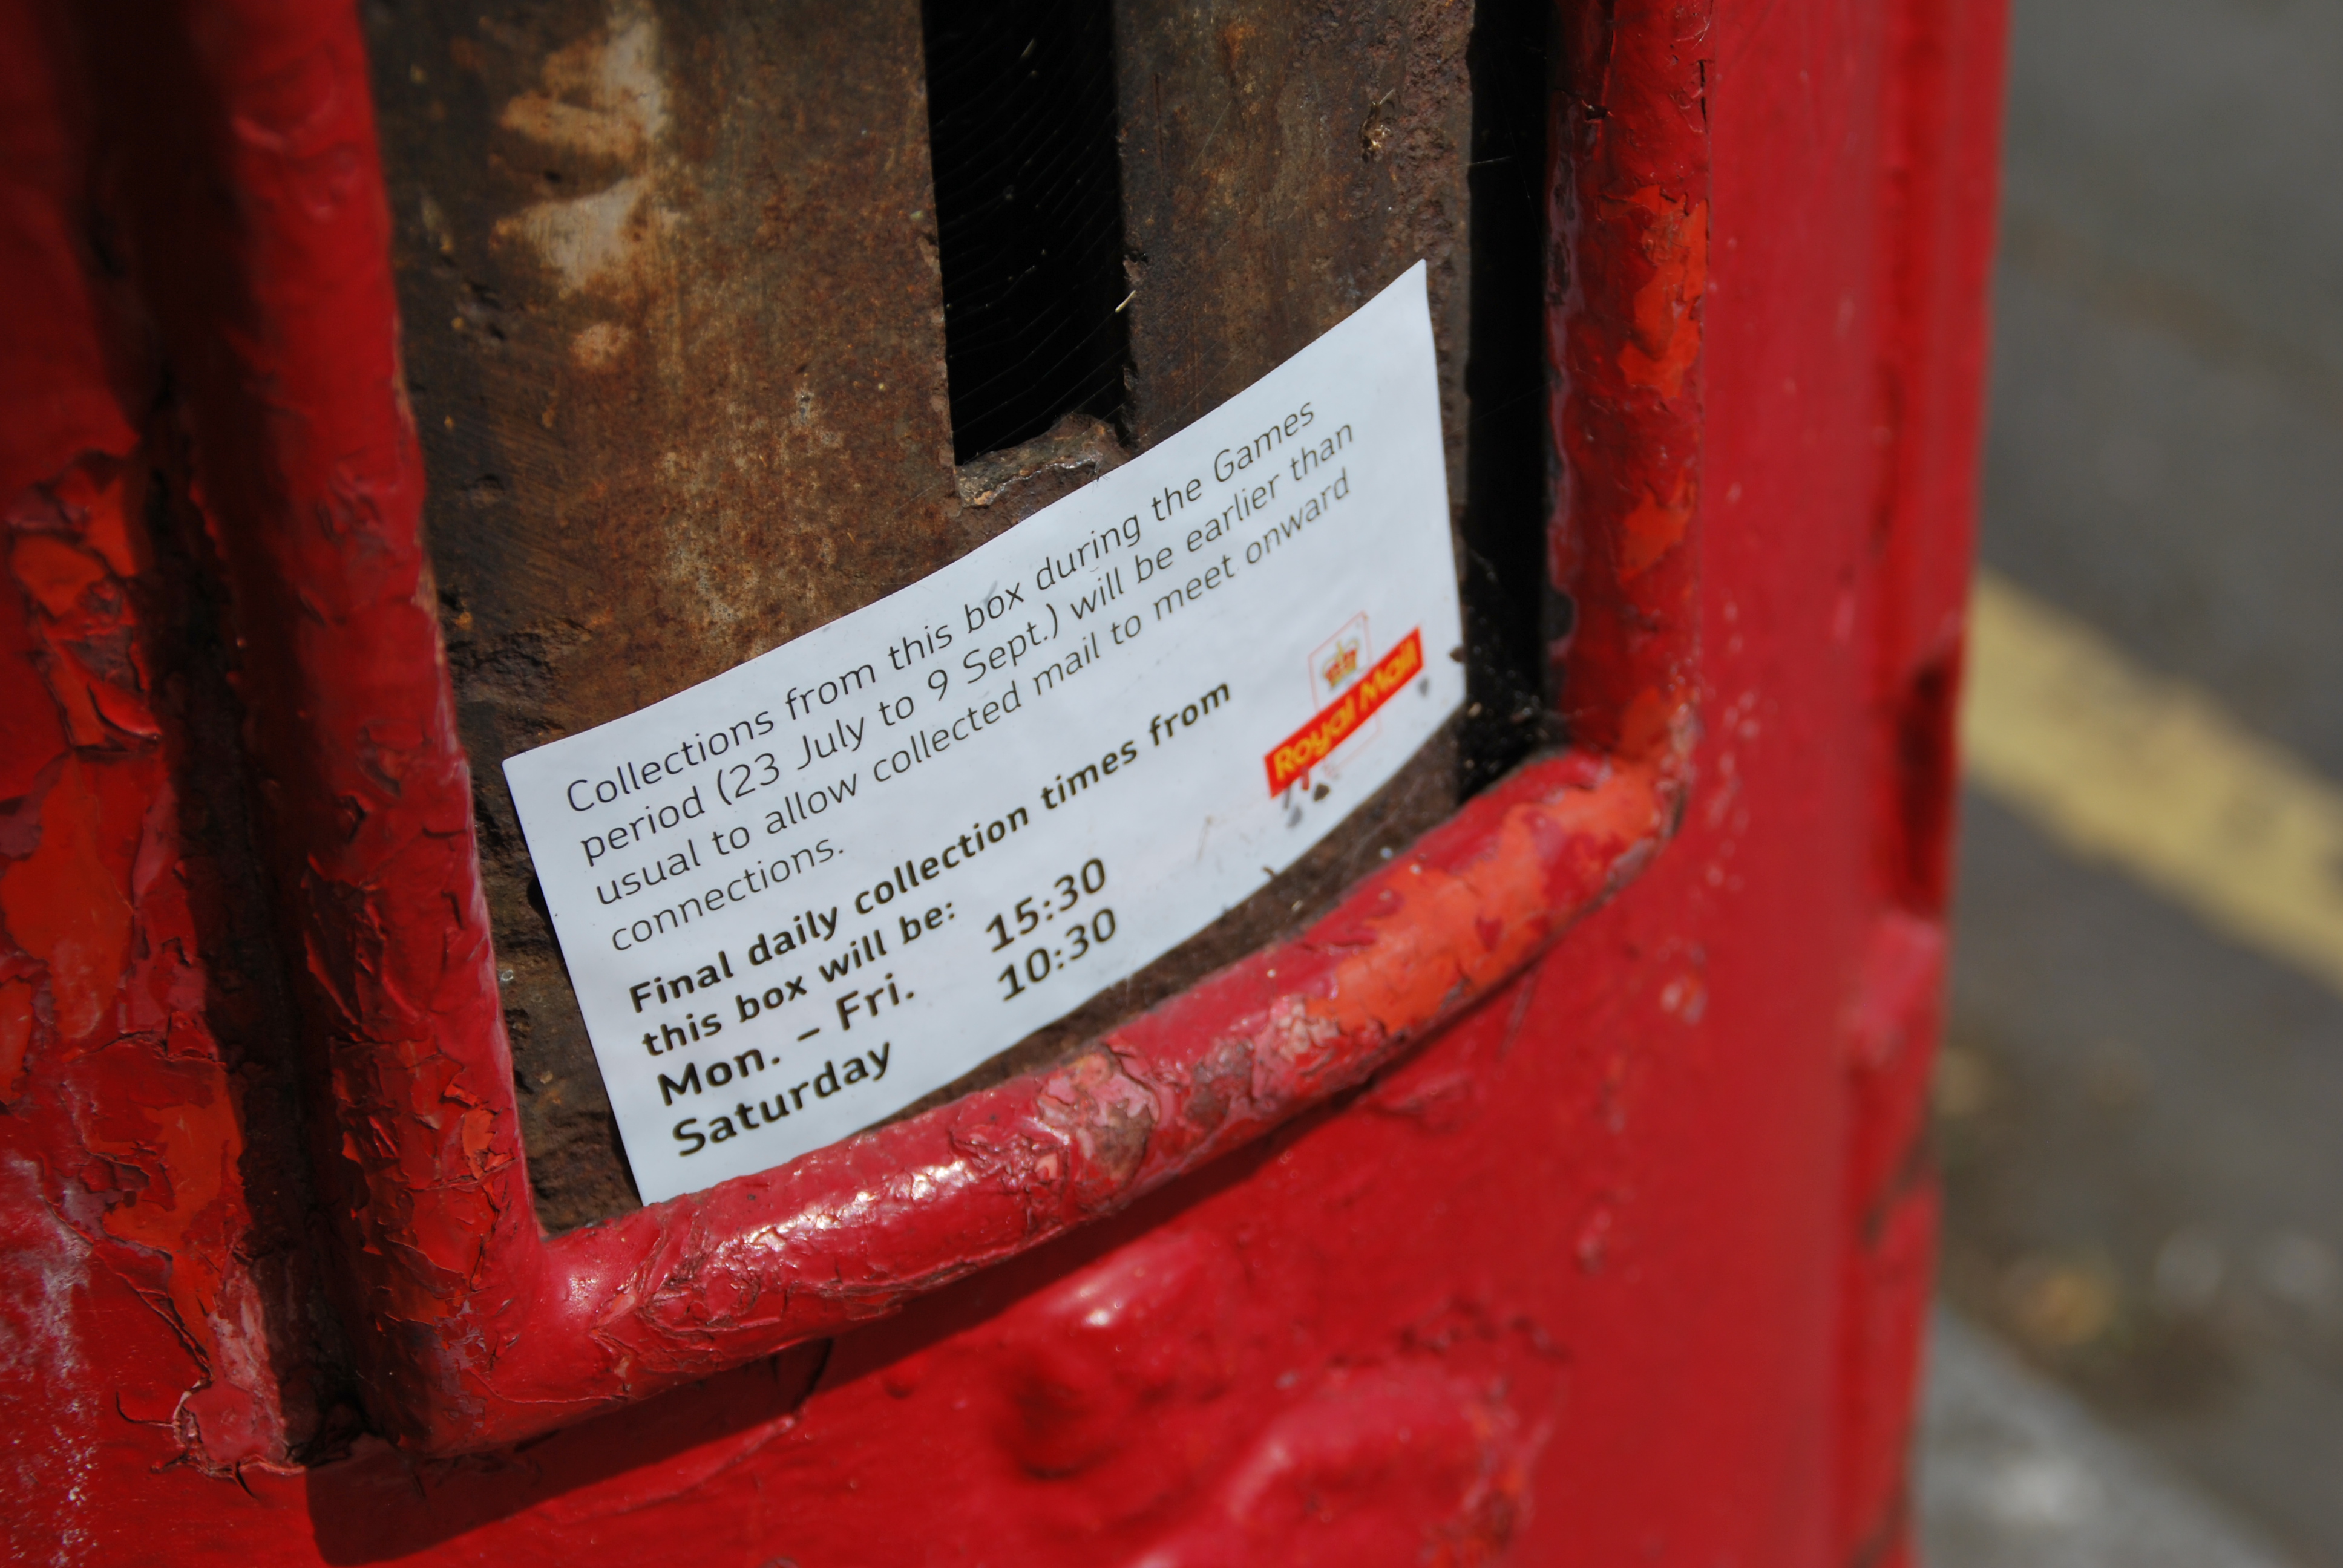 Collections from this box during the Games
period (23 July to 9 Sept.) will be earlier than
usual to allow collected mail to meet onward
connections.
Final daily collection times from
this box will be:
Mon. – Fri. 15:30
Saturday 10:30
Royal Mail